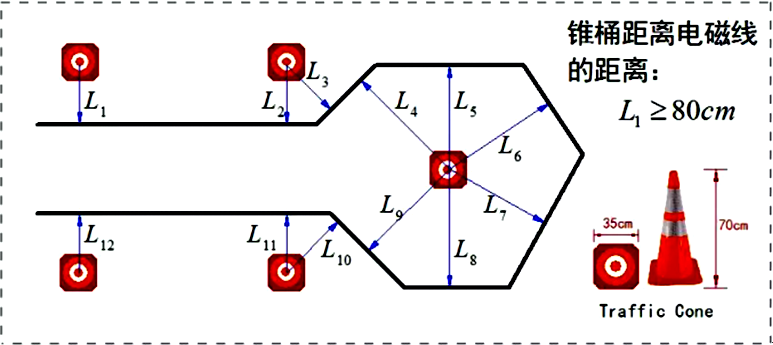 锥桶距离电磁线
的距离：
L₁ ≥ 80cm
L₁
L₂
L₃
L₄
L₅
L₆
L₇
L₈
L₉
L₁₀
L₁₁
L₁₂
35cm
70cm
Traffic Cone